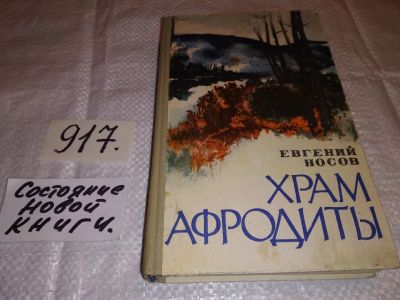 917.
Состояние
новой
книги.
ЕВГЕНИЙ
НОСОВ
ХРАМ
АФРОДИТЫ